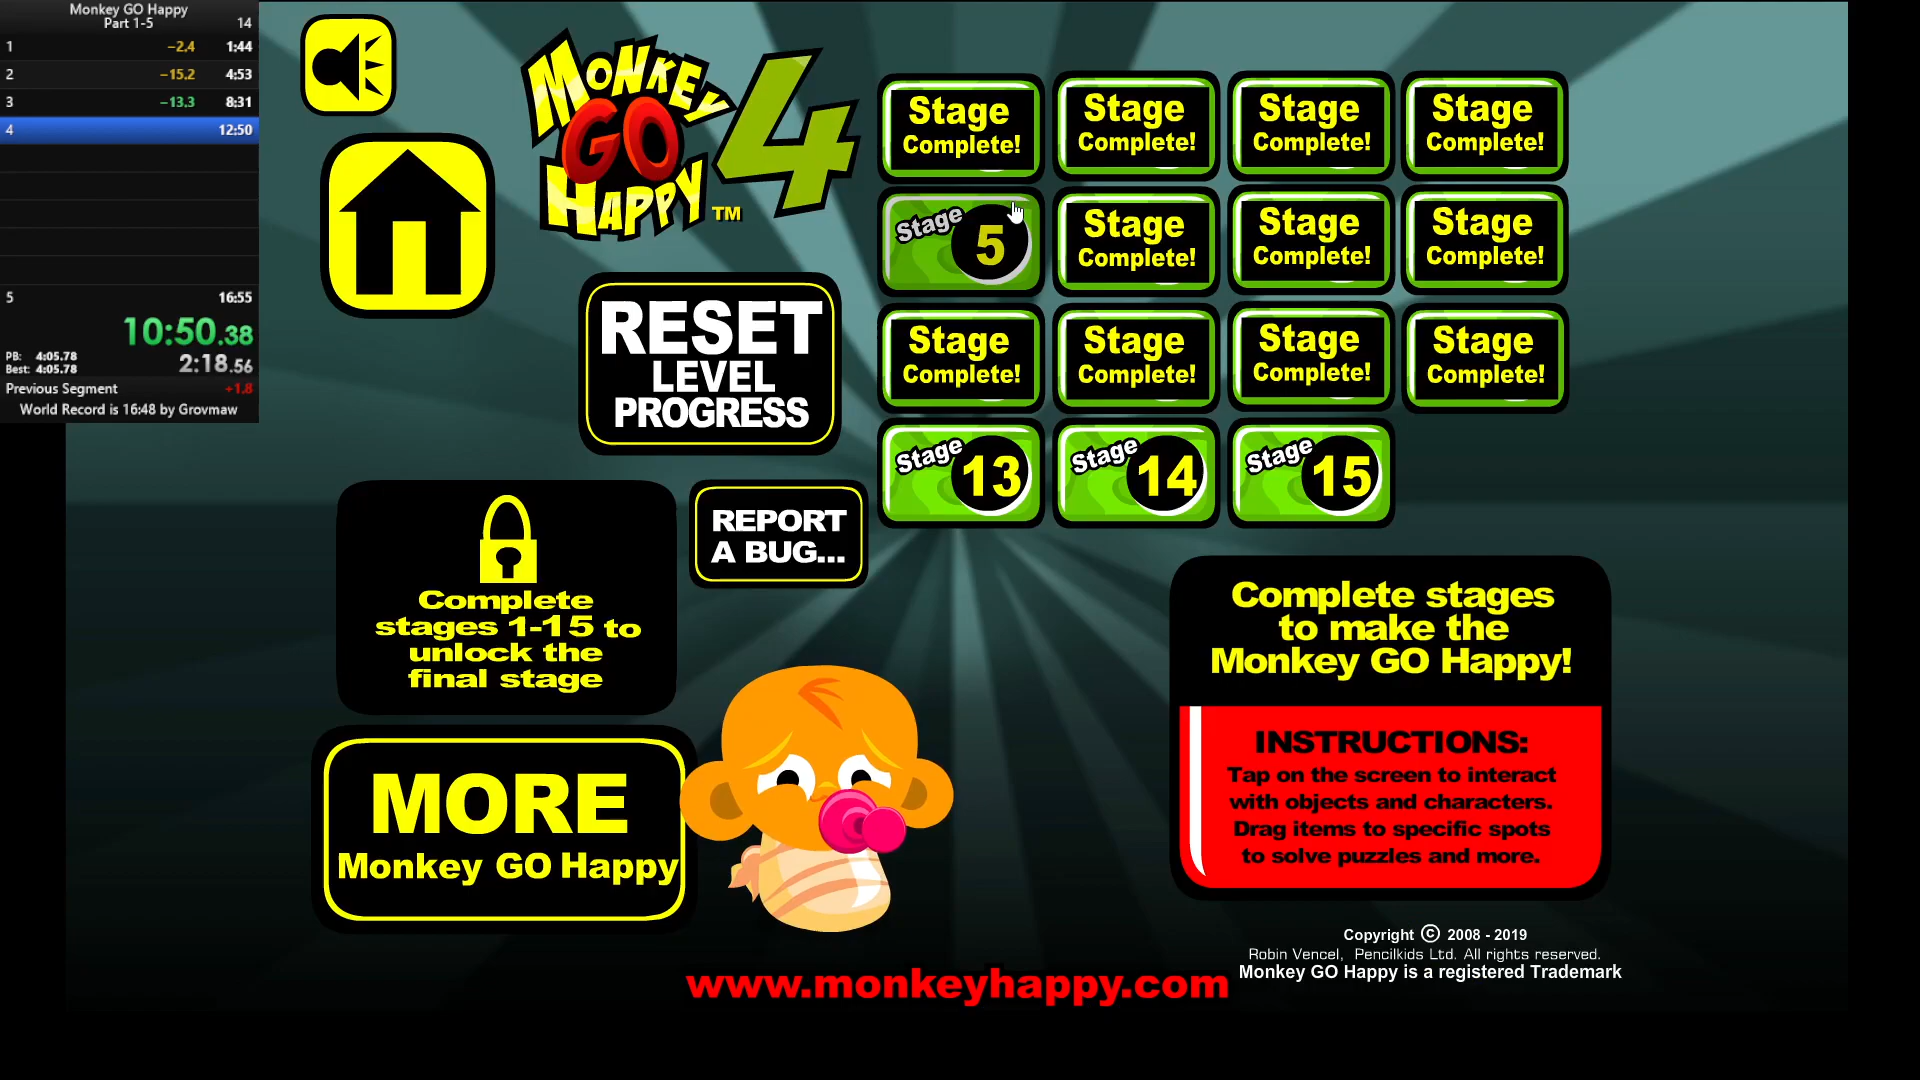 Monkey GO Happy
Part 1-5 14
1 −2.4 1:44
2 −15.2 4:53
3 −13.3 8:31
4 12:50
5 16:55
10:50.38
PB: 4:05.78
Best: 4:05.78
2:18.56
Previous Segment +1.8
World Record is 16:48 by Grovmaw
MONKEY GO HAPPY 4 TM
RESET
LEVEL
PROGRESS
REPORT
A BUG...
Complete
stages 1-15 to
unlock the
final stage
MORE
Monkey GO Happy
Stage Complete!
Stage Complete!
Stage Complete!
Stage Complete!
Stage 5
Stage Complete!
Stage Complete!
Stage Complete!
Stage Complete!
Stage Complete!
Stage Complete!
Stage Complete!
Stage 13
Stage 14
Stage 15
Complete stages
to make the
Monkey GO Happy!
INSTRUCTIONS:
Tap on the screen to interact
with objects and characters.
Drag items to specific spots
to solve puzzles and more.
Copyright © 2008 - 2019
Robin Vencel, Pencilkids Ltd. All rights reserved.
Monkey GO Happy is a registered Trademark
www.monkeyhappy.com